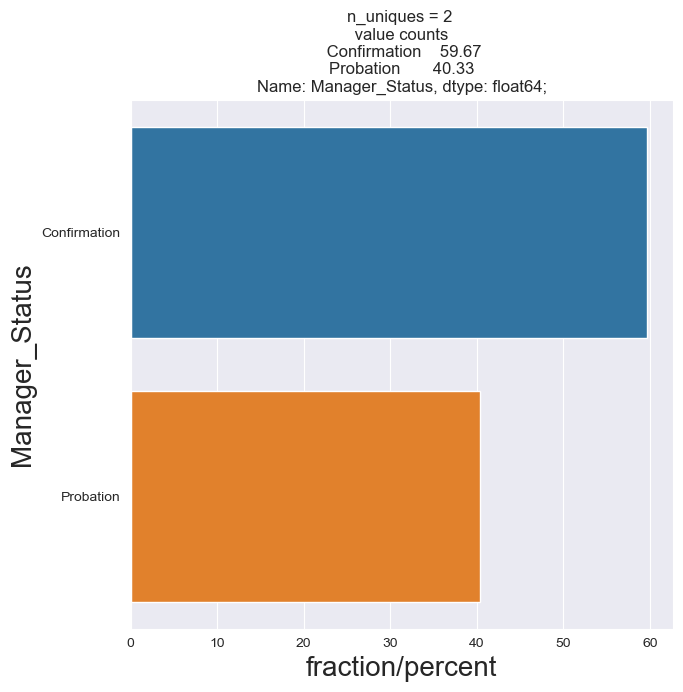 n_uniques = 2
value counts
Confirmation    59.67
Probation       40.33
Name: Manager_Status, dtype: float64;
Manager_Status
Confirmation
Probation
0 10 20 30 40 50 60
fraction/percent